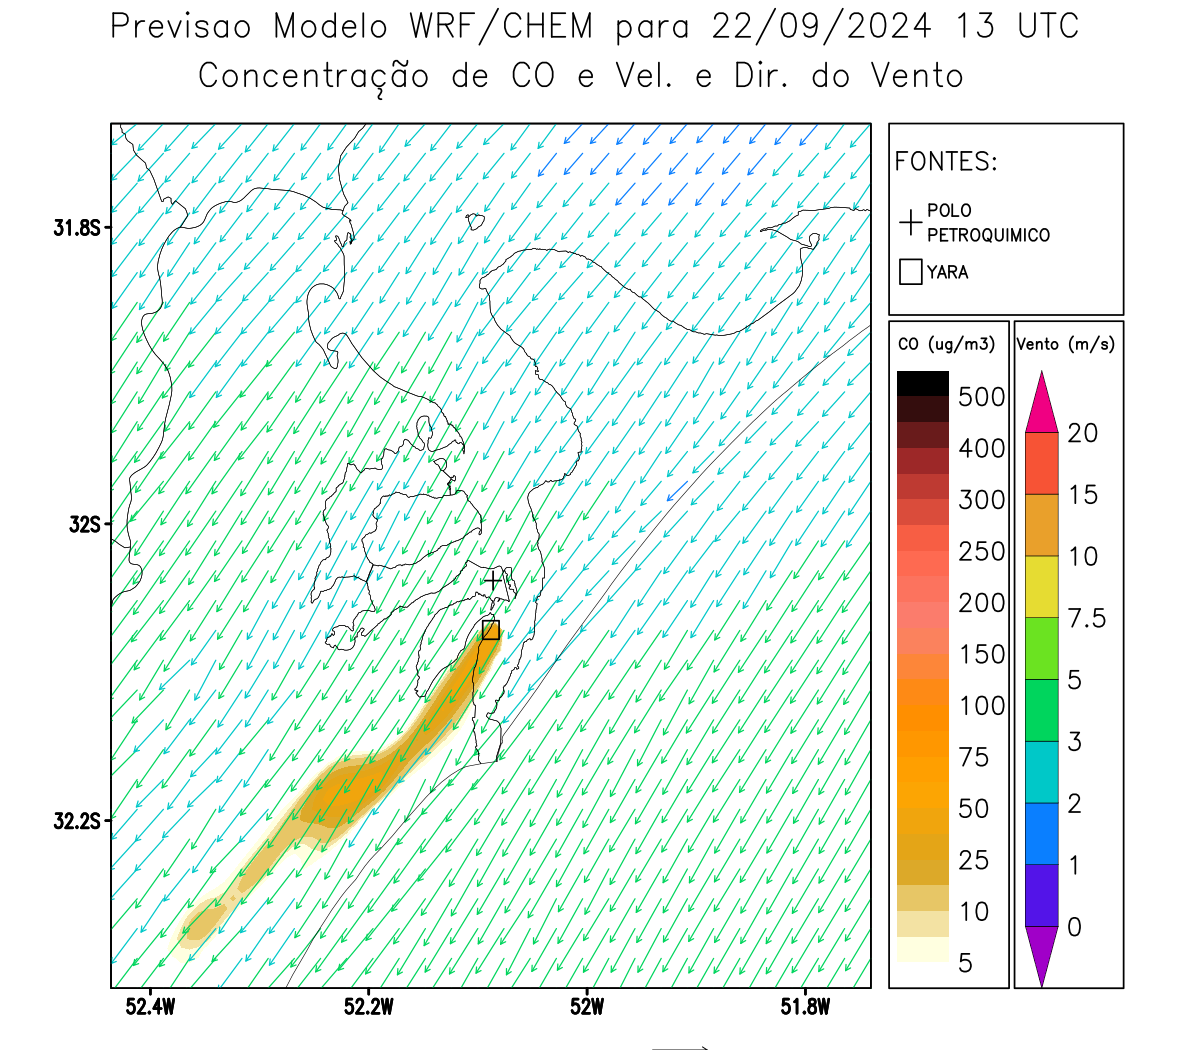 Previsao Modelo WRF/CHEM para 22/09/2024 13 UTC
Concentração de CO e Vel. e Dir. do Vento
FONTES:
POLO
PETROQUIMICO
YARA
CO (ug/m3)
500
400
300
250
200
150
100
75
50
25
10
5
Vento (m/s)
20
15
10
7.5
5
3
2
1
0
31.8S
32S
32.2S
52.4W
52.2W
52W
51.8W